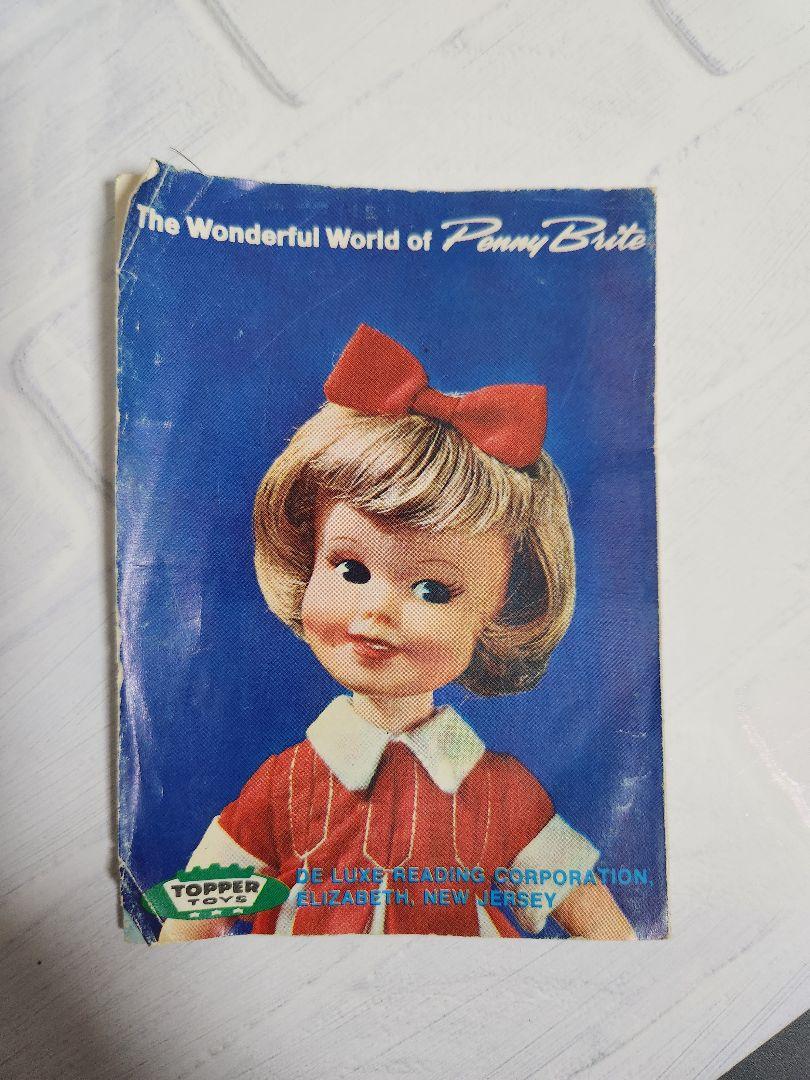 The Wonderful World of Penny Brite
TOPPER
TOYS
DE LUXE READING CORPORATION,
ELIZABETH, NEW JERSEY